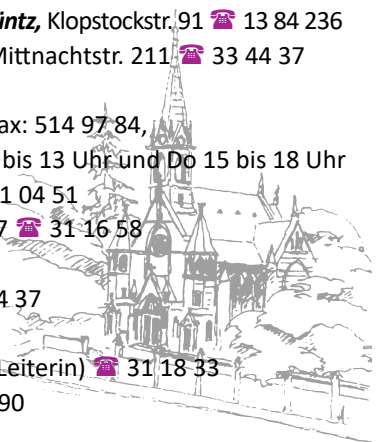 intz, Klopstockstr. 91 ☎ 13 84 236
Mittnachtstr. 211 ☎ 33 44 37
ax: 514 97 84,
bis 13 Uhr und Do 15 bis 18 Uhr
1 04 51
7 ☎ 31 16 58
4 37
Leiterin) ☎ 31 18 33
90